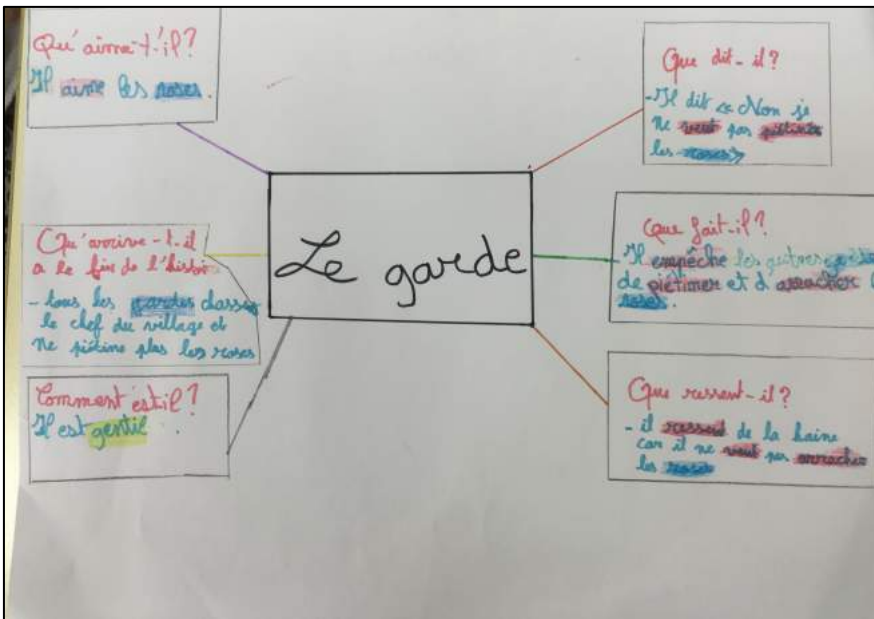 Qu'aime-t'il?
Il aime les roses.
Qu'arrive-t-il
a la fin de l'histoire
- tous les gardes chasse
le chef du village et
ne piétine plus les roses
Comment est il?
Il est gentil
Le garde
Que dit-il?
- Il dit « Non je
ne veut pas piétiner
les roses »
Que fait-il?
Il empêche les autres
de piétiner et d'arracher
roses.
Que ressent-il?
- il ressent de la haine
car il ne veut pas arracher
les roses